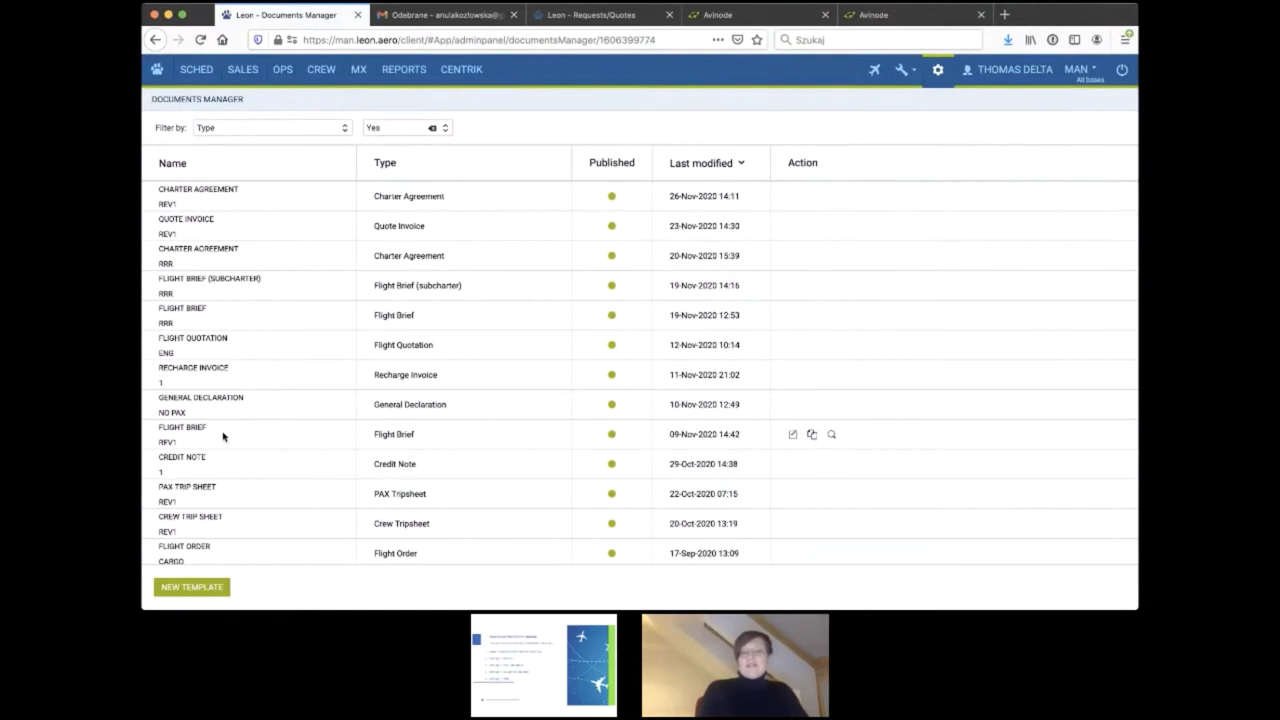 Leon - Documents Manager
Odebrane - anulakozlowska@g
Leon - Requests/Quotes
Avinode
Avinode
https://man.leon.aero/client/#App/adminpanel/documentsManager/1606399774
Szukaj
SCHED SALES OPS CREW MX REPORTS CENTRIK
THOMAS DELTA
MAN
All bases
DOCUMENTS MANAGER
Filter by: Type Yes
Name Type Published Last modified Action
CHARTER AGREEMENT
REV1
Charter Agreement 26-Nov-2020 14:11
QUOTE INVOICE
REV1
Quote Invoice 23-Nov-2020 14:30
CHARTER AGREEMENT
RRR
Charter Agreement 20-Nov-2020 15:39
FLIGHT BRIEF (SUBCHARTER)
RRR
Flight Brief (subcharter) 19-Nov-2020 14:16
FLIGHT BRIEF
RRR
Flight Brief 19-Nov-2020 12:53
FLIGHT QUOTATION
ENG
Flight Quotation 12-Nov-2020 10:14
RECHARGE INVOICE
1
Recharge Invoice 11-Nov-2020 21:02
GENERAL DECLARATION
NO PAX
General Declaration 10-Nov-2020 12:49
FLIGHT BRIEF
REV1
Flight Brief 09-Nov-2020 14:42
CREDIT NOTE
1
Credit Note 29-Oct-2020 14:38
PAX TRIP SHEET
REV1
PAX Tripsheet 22-Oct-2020 07:15
CREW TRIP SHEET
REV1
Crew Tripsheet 20-Oct-2020 13:19
FLIGHT ORDER
CARGO
Flight Order 17-Sep-2020 13:09
NEW TEMPLATE